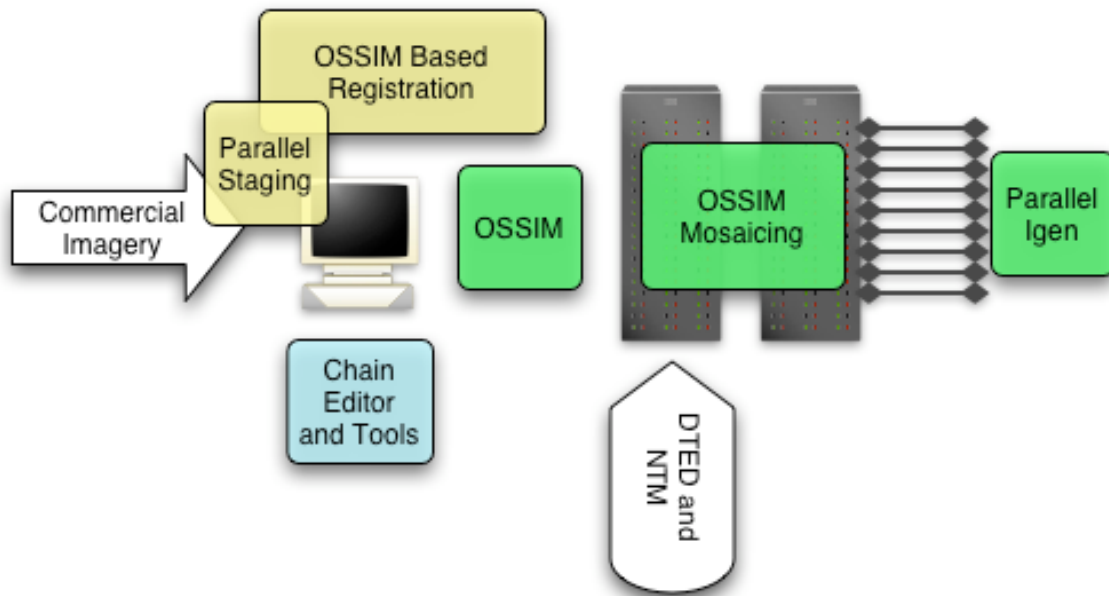 OSSIM Based
Registration
Parallel
Staging
Commercial
Imagery
OSSIM
OSSIM
Mosaicing
Parallel
Igen
Chain
Editor
and Tools
DTED and
NTM